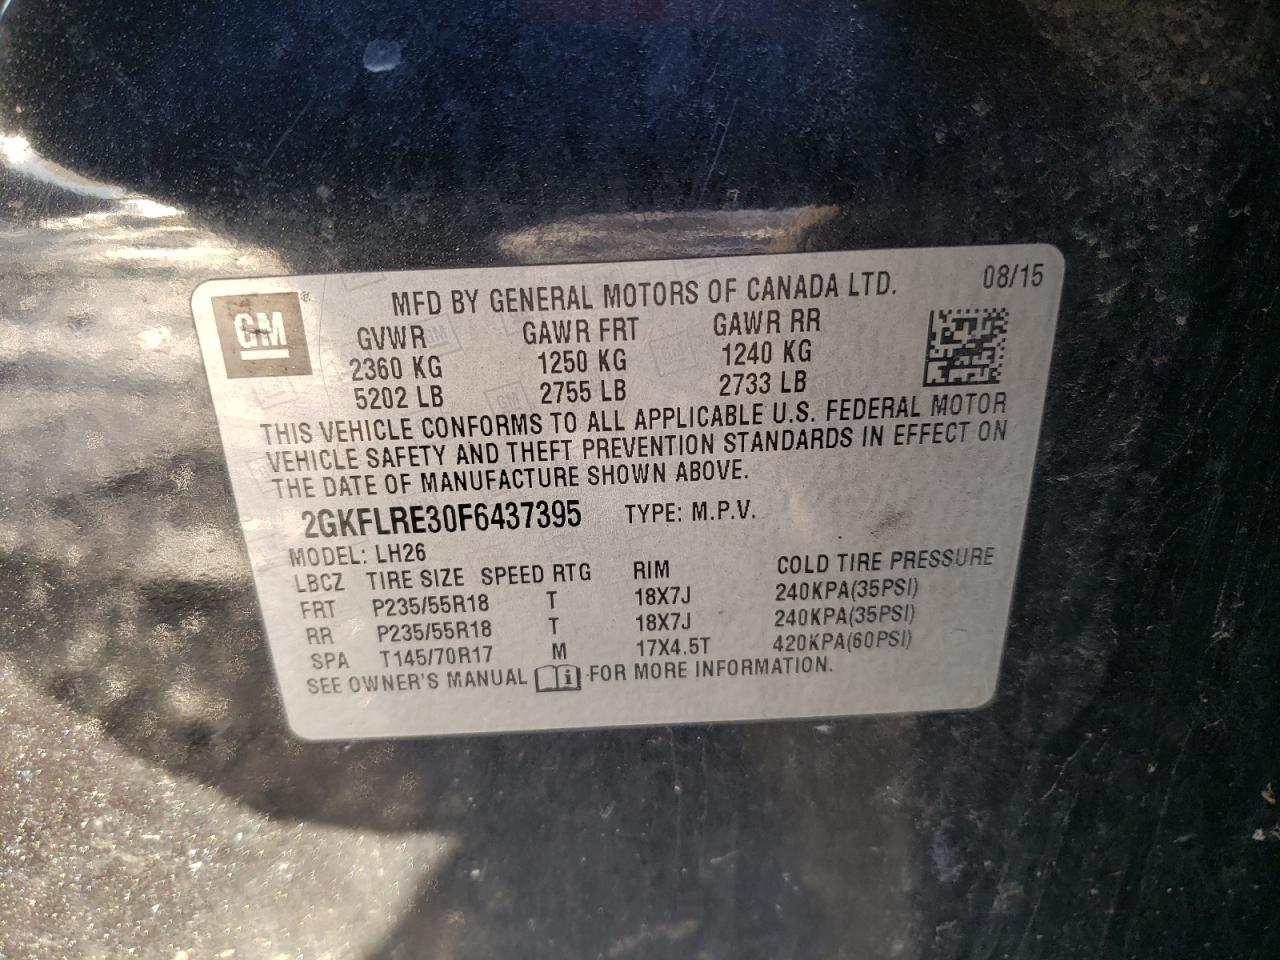 MFD BY GENERAL MOTORS OF CANADA LTD. 08/15
GM
GVWR GAWR FRT GAWR RR
2360 KG 1250 KG 1240 KG
5202 LB 2755 LB 2733 LB
THIS VEHICLE CONFORMS TO ALL APPLICABLE U.S. FEDERAL MOTOR
VEHICLE SAFETY AND THEFT PREVENTION STANDARDS IN EFFECT ON
THE DATE OF MANUFACTURE SHOWN ABOVE.
2GKFLRE30F6437395 TYPE: M.P.V.
MODEL: LH26
LBCZ TIRE SIZE SPEED RTG RIM COLD TIRE PRESSURE
FRT P235/55R18 T 18X7J 240KPA(35PSI)
RR P235/55R18 T 18X7J 240KPA(35PSI)
SPA T145/70R17 M 17X4.5T 420KPA(60PSI)
SEE OWNER'S MANUAL FOR MORE INFORMATION.